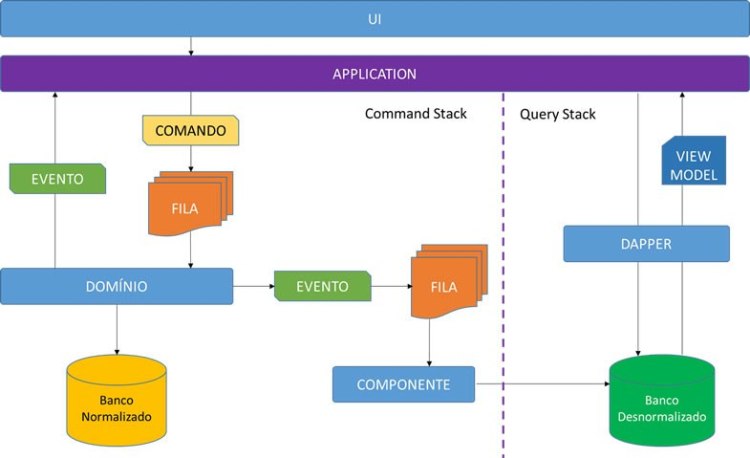 UI
APPLICATION
Command Stack
Query Stack
COMANDO
EVENTO
VIEW
MODEL
FILA
DAPPER
DOMÍNIO
EVENTO
FILA
COMPONENTE
Banco
Normalizado
Banco
Desnormalizado